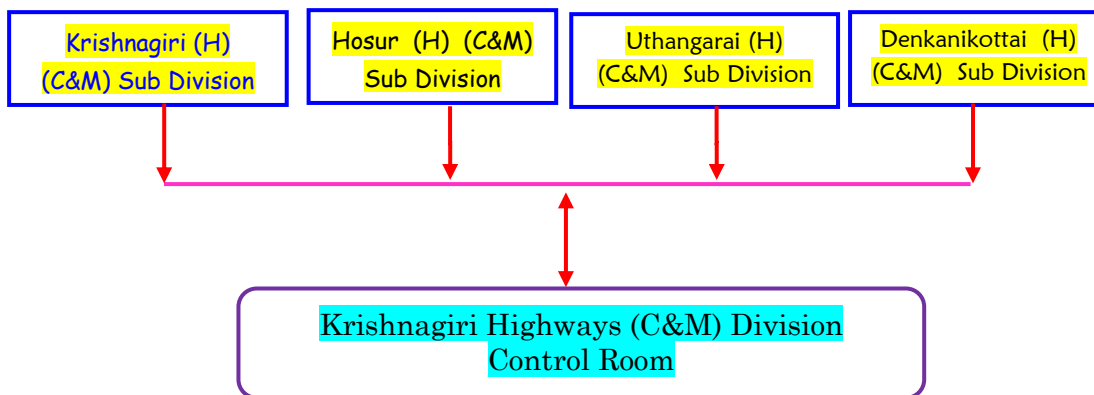 Krishnagiri (H)
(C&M) Sub Division
Hosur (H) (C&M)
Sub Division
Uthangarai (H)
(C&M) Sub Division
Denkanikottai (H)
(C&M) Sub Division
Krishnagiri Highways (C&M) Division
Control Room